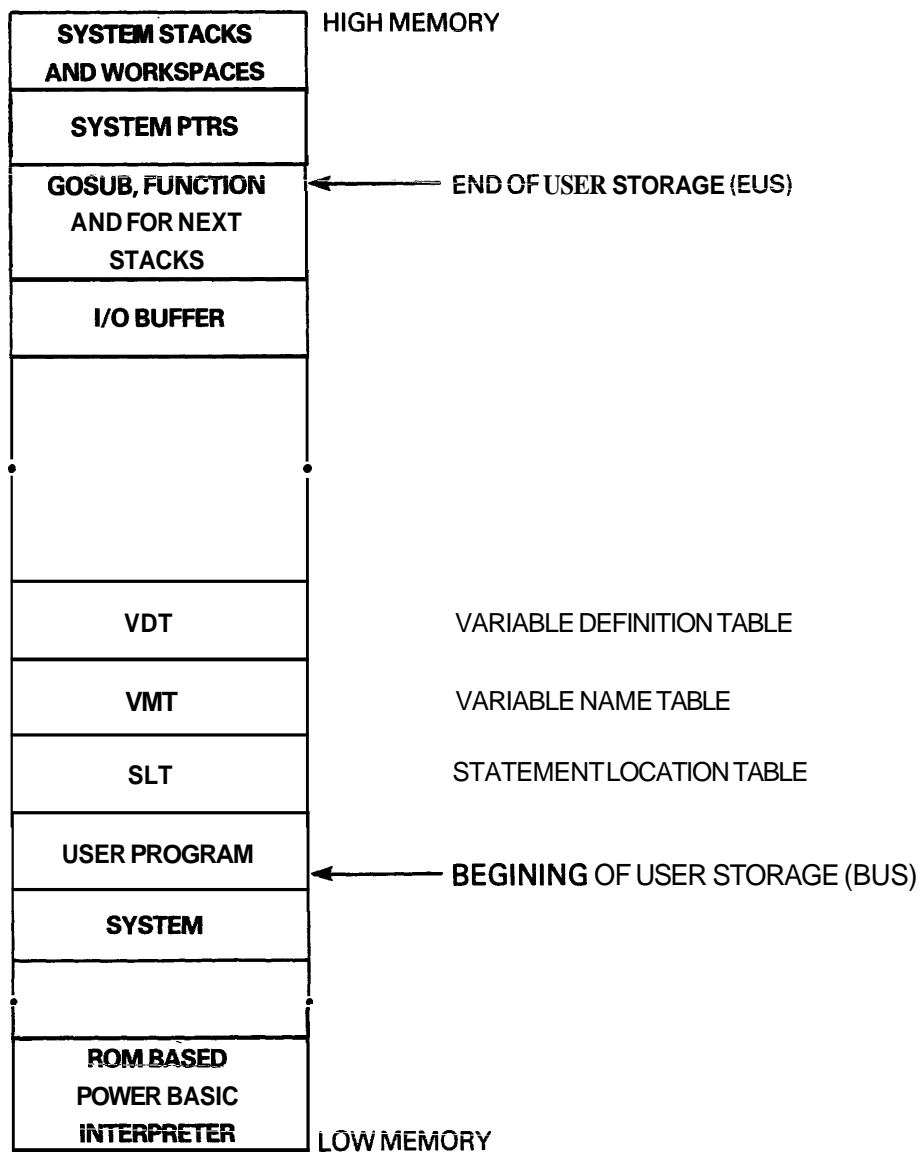 HIGH MEMORY
SYSTEM STACKS
AND WORKSPACES
SYSTEM PTRS
GOSUB, FUNCTION
AND FOR NEXT
STACKS
END OF USER STORAGE (EUS)
I/O BUFFER
VDT
VARIABLE DEFINITION TABLE
VMT
VARIABLE NAME TABLE
SLT
STATEMENT LOCATION TABLE
USER PROGRAM
BEGINING OF USER STORAGE (BUS)
SYSTEM
ROM BASED
POWER BASIC
INTERPRETER
LOW MEMORY